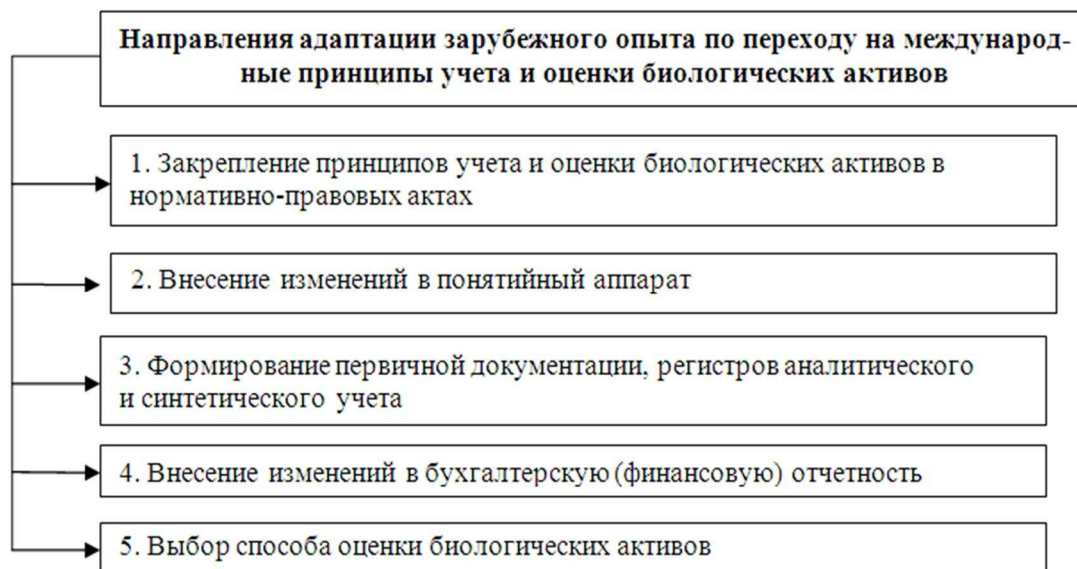 Направления адаптации зарубежного опыта по переходу на международ-
ные принципы учета и оценки биологических активов
1. Закрепление принципов учета и оценки биологических активов в
нормативно-правовых актах
2. Внесение изменений в понятийный аппарат
3. Формирование первичной документации, регистров аналитического
и синтетического учета
4. Внесение изменений в бухгалтерскую (финансовую) отчетность
5. Выбор способа оценки биологических активов